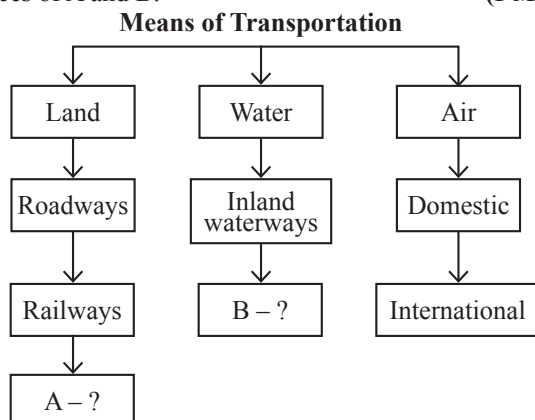 Means of Transportation
Land
Water
Air
Roadways
Inland
waterways
Domestic
Railways
B – ?
International
A – ?